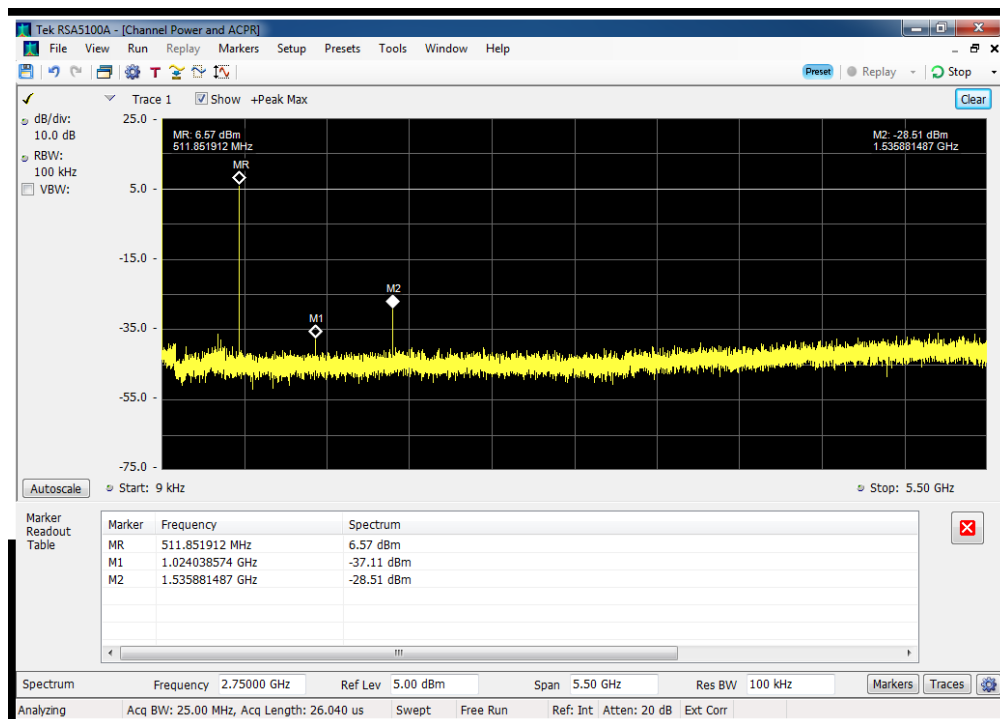 Tek RSA5100A - [Channel Power and ACPR]
File View Run Replay Markers Setup Presets Tools Window Help
T Preset Replay Stop
Trace 1 Show +Peak Max Clear
dB/div:
10.0 dB
RBW:
100 kHz
VBW:
25.0 -
5.0 -
-15.0 -
-35.0 -
-55.0 -
-75.0 -
MR: 6.57 dBm
511.851912 MHz
M2: -28.51 dBm
1.535881487 GHz
MR
M2
M1
Autoscale Start: 9 kHz Stop: 5.50 GHz
Marker
Readout
Table
Marker Frequency Spectrum
MR 511.851912 MHz 6.57 dBm
M1 1.024038574 GHz -37.11 dBm
M2 1.535881487 GHz -28.51 dBm
Spectrum Frequency 2.75000 GHz Ref Lev 5.00 dBm Span 5.50 GHz Res BW 100 kHz Markers Traces
Analyzing Acq BW: 25.00 MHz, Acq Length: 26.040 us Swept Free Run Ref: Int Atten: 20 dB Ext Corr